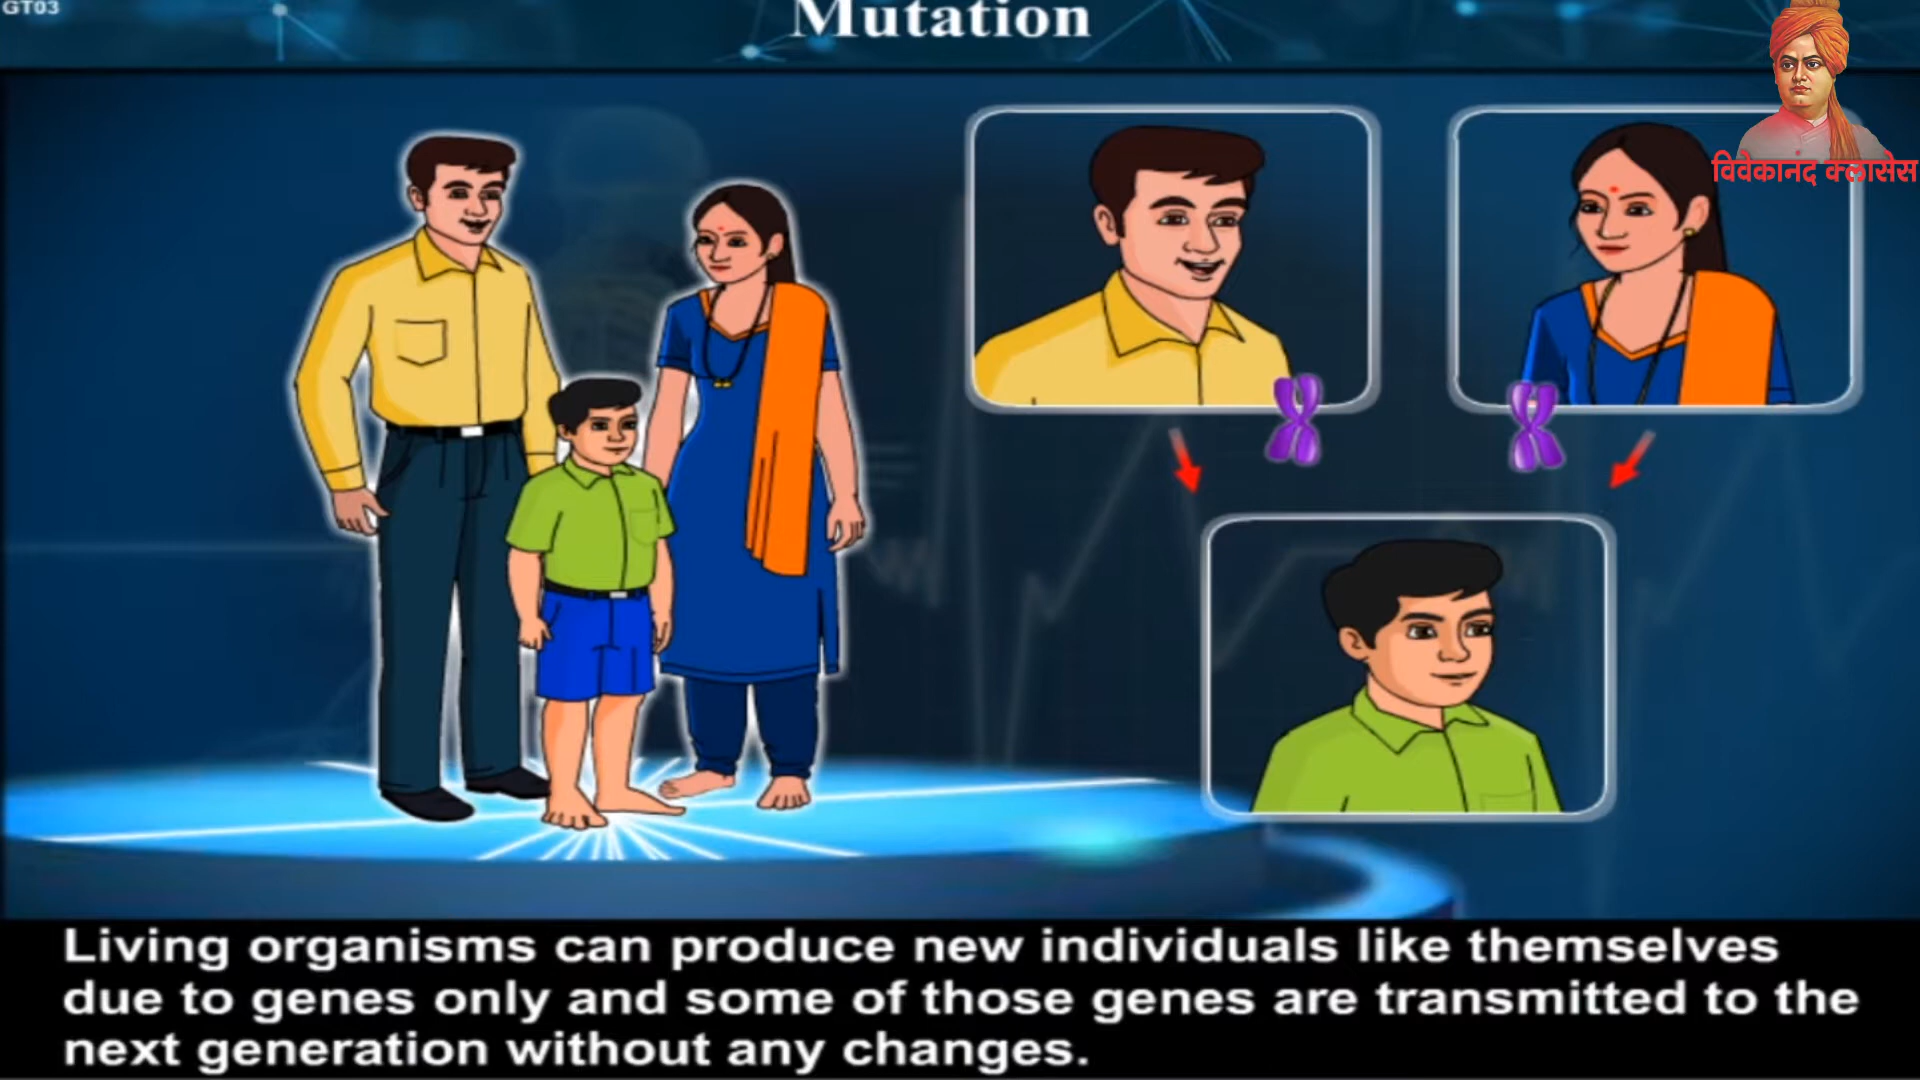 GT03
Mutation
विवेकानंद क्लासेस
Living organisms can produce new individuals like themselves
due to genes only and some of those genes are transmitted to the
next generation without any changes.